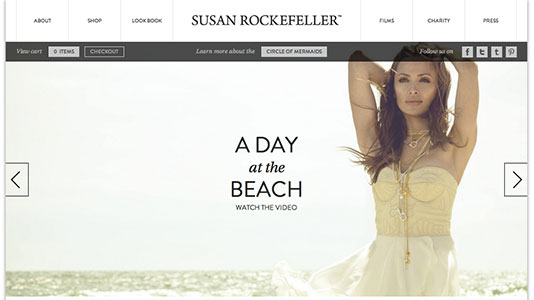 ABOUT
SHOP
LOOK BOOK
SUSAN ROCKEFELLER™
FILMS
CHARITY
PRESS
View cart
0 ITEMS
CHECKOUT
Learn more about the
CIRCLE OF MERMAIDS
Follow us on
f
t
t
p
A DAY
at the
BEACH
WATCH THE VIDEO